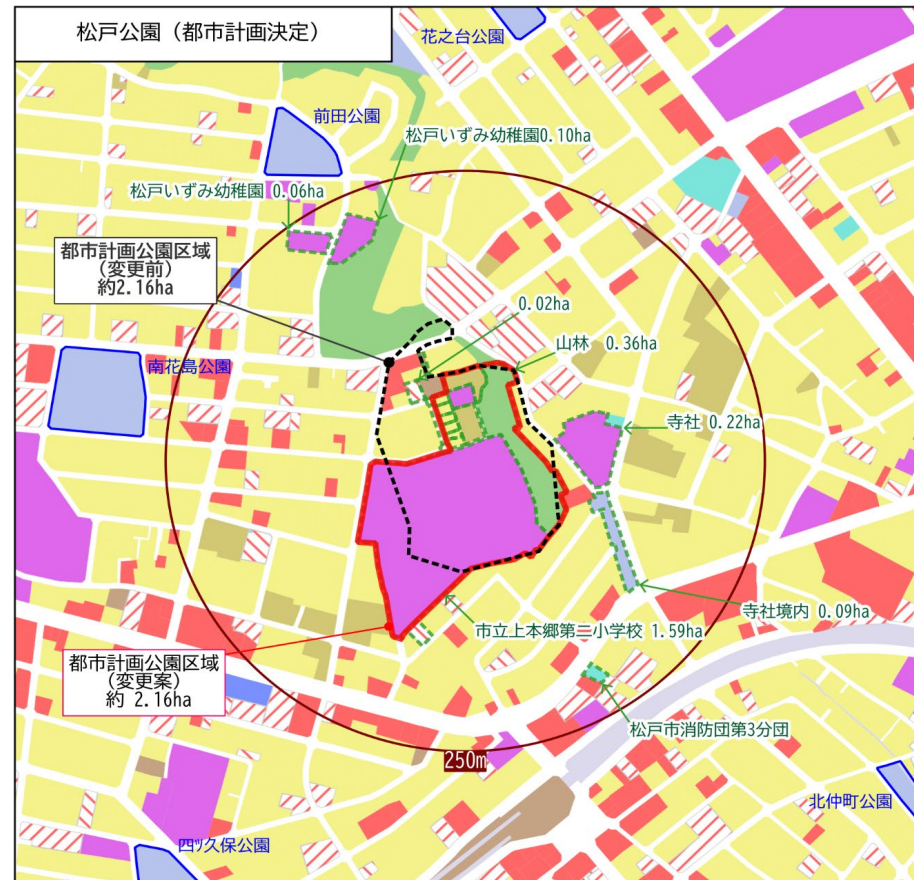 松戸公園（都市計画決定）
花之台公園
前田公園
松戸いずみ幼稚園0.10ha
松戸いずみ幼稚園 0.06ha
都市計画公園区域
（変更前）
約2.16ha
0.02ha
山林 0.36ha
南花島公園
寺社 0.22ha
寺社境内 0.09ha
市立上本郷第二小学校 1.59ha
都市計画公園区域
（変更案）
約 2.16ha
松戸市消防団第3分団
250m
北仲町公園
四ツ久保公園